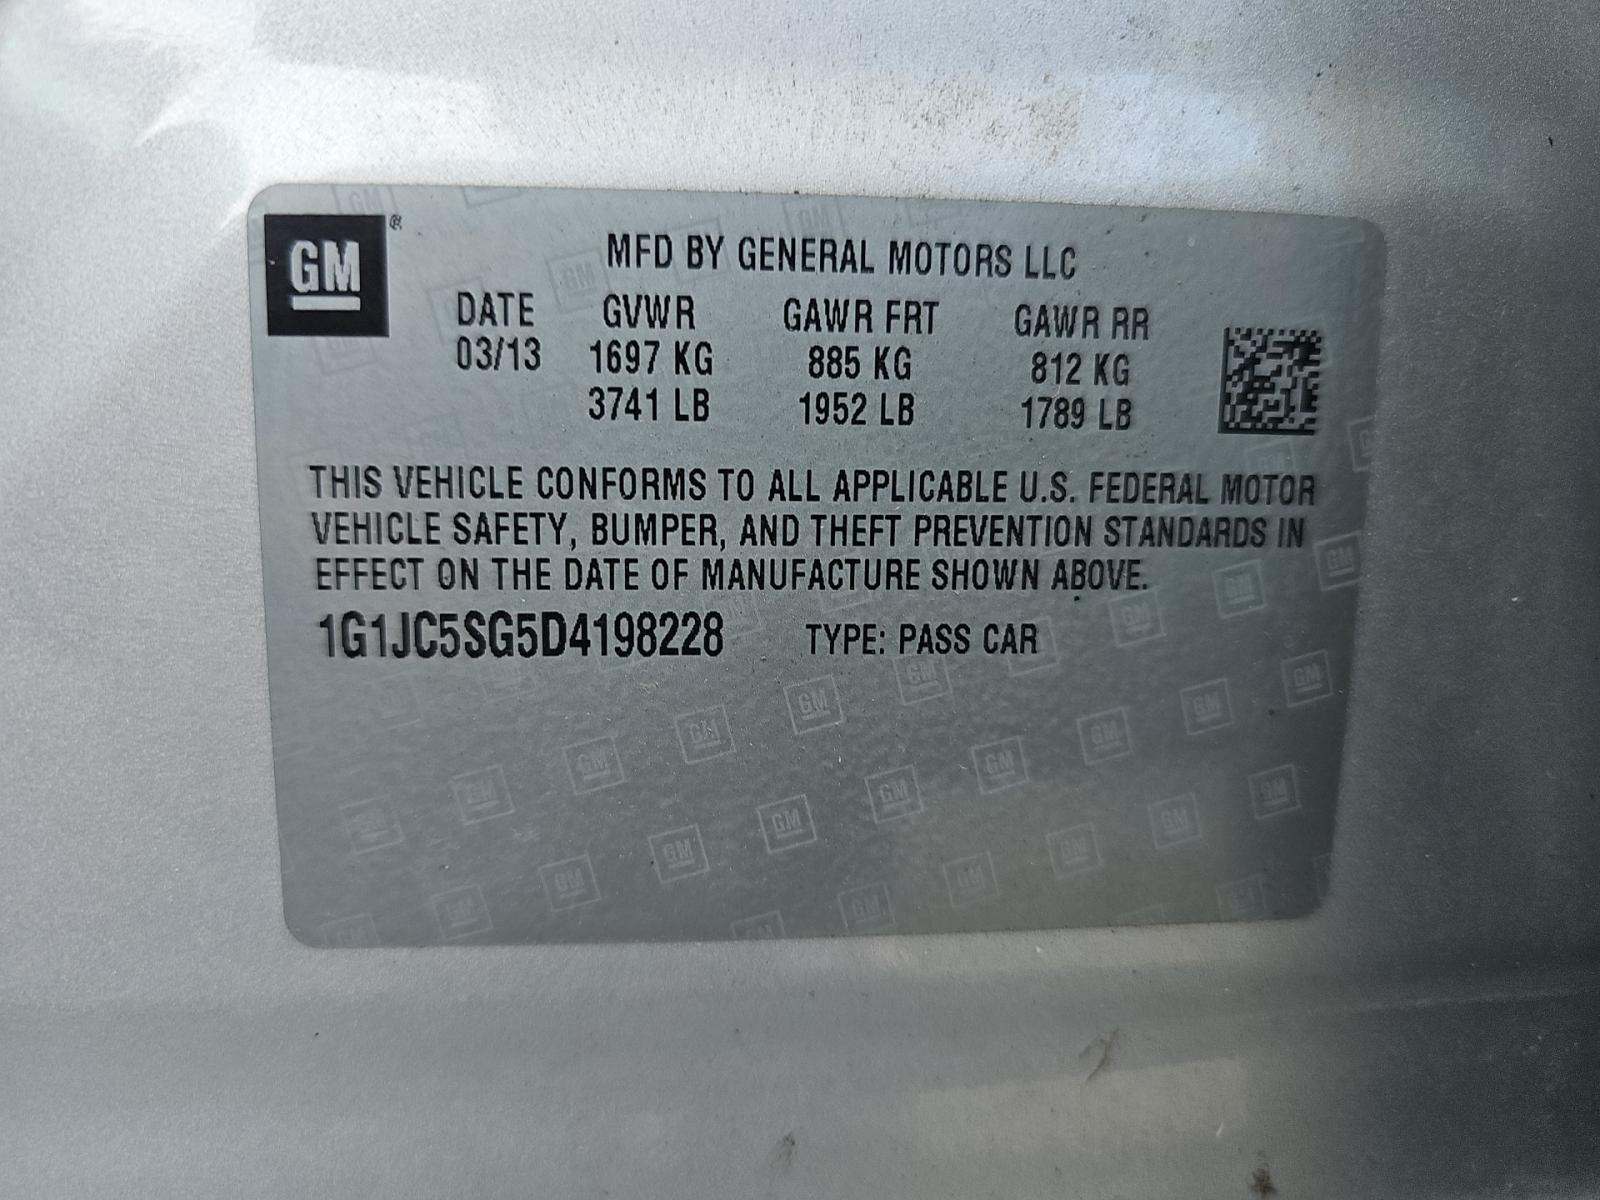 GM®
MFD BY GENERAL MOTORS LLC
DATE GVWR GAWR FRT GAWR RR
03/13 1697 KG 885 KG 812 KG
3741 LB 1952 LB 1789 LB
THIS VEHICLE CONFORMS TO ALL APPLICABLE U.S. FEDERAL MOTOR
VEHICLE SAFETY, BUMPER, AND THEFT PREVENTION STANDARDS IN
EFFECT ON THE DATE OF MANUFACTURE SHOWN ABOVE.
1G1JC5SG5D4198228 TYPE: PASS CAR